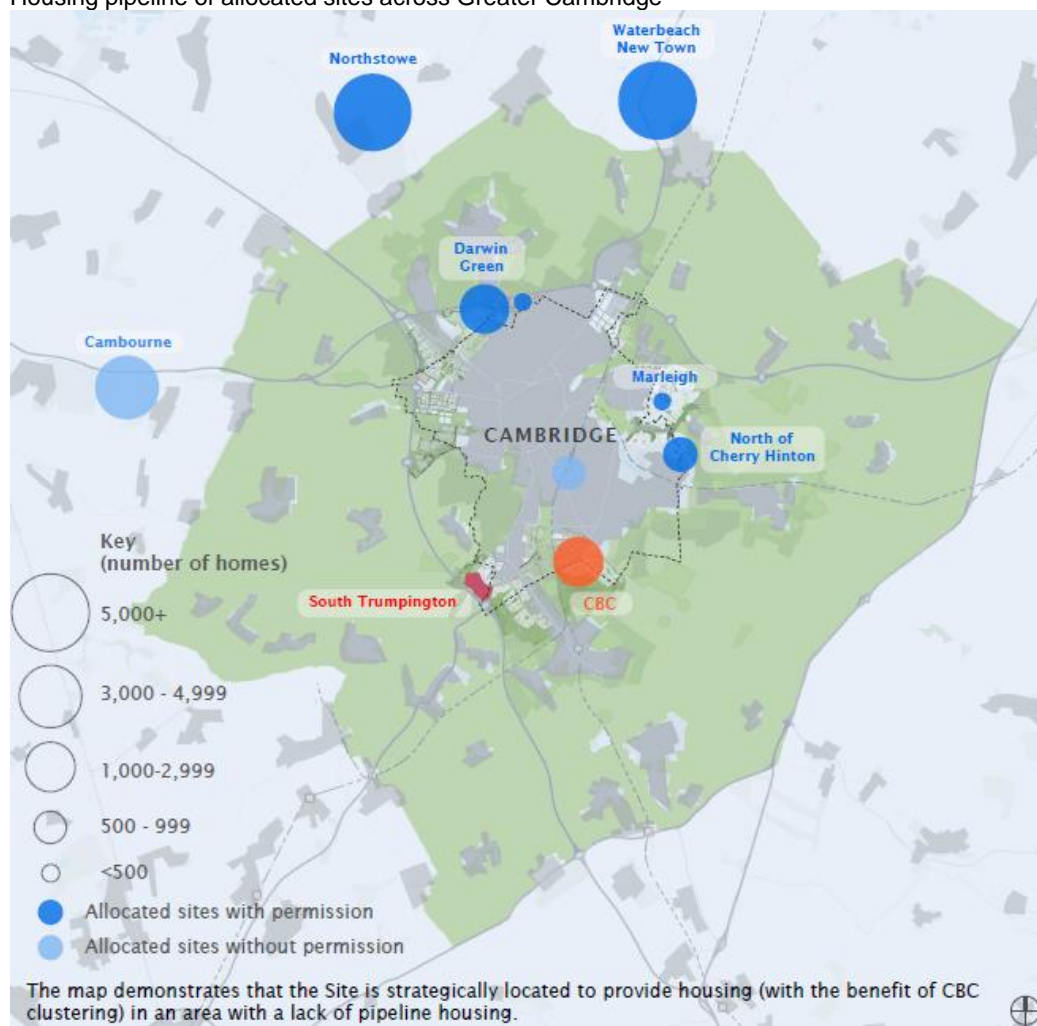 Housing pipeline of allocated sites across Greater Cambridge
Waterbeach
New Town
Northstowe
Darwin
Green
Cambourne
Marleigh
CAMBRIDGE
North of
Cherry Hinton
Key
(number of homes)
South Trumpington
CBC
5,000+
3,000 - 4,999
1,000-2,999
500 - 999
<500
Allocated sites with permission
Allocated sites without permission
The map demonstrates that the Site is strategically located to provide housing (with the benefit of CBC
clustering) in an area with a lack of pipeline housing.